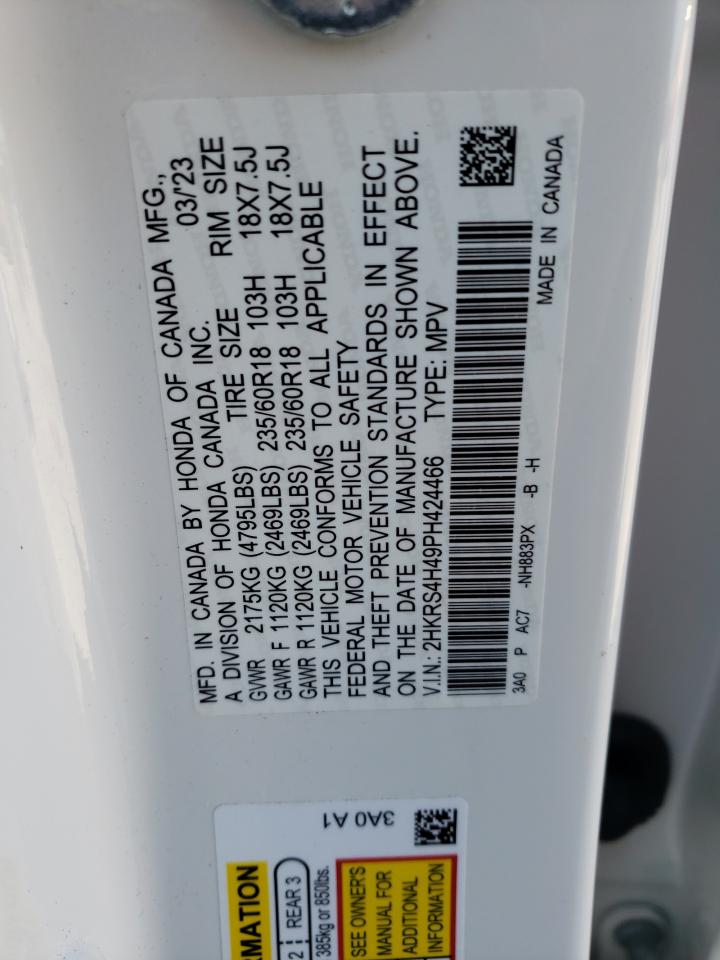 MFD. IN CANADA BY HONDA OF CANADA MFG.,
A DIVISION OF HONDA CANADA INC. 03/'23
GVWR 2175KG (4795LBS) TIRE SIZE RIM SIZE
GAWR F 1120KG (2469LBS) 235/60R18 103H 18X7.5J
GAWR R 1120KG (2469LBS) 235/60R18 103H 18X7.5J
THIS VEHICLE CONFORMS TO ALL APPLICABLE
FEDERAL MOTOR VEHICLE SAFETY
AND THEFT PREVENTION STANDARDS IN EFFECT
ON THE DATE OF MANUFACTURE SHOWN ABOVE.
V.I.N.: 2HKRS4H49PH424466 TYPE: MPV
3A0 P AC7 -NH883PX -B -H
MADE IN CANADA
3A0 A1
RMATION
2 REAR 3
385kg or 850lbs.
SEE OWNER'S
MANUAL FOR
ADDITIONAL
INFORMATION